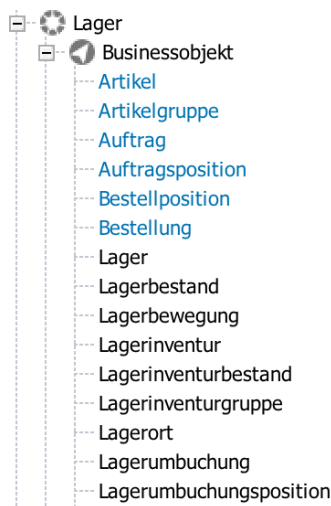 Lager
Businessobjekt
Artikel
Artikelgruppe
Auftrag
Auftragsposition
Bestellposition
Bestellung
Lager
Lagerbestand
Lagerbewegung
Lagerinventur
Lagerinventurbestand
Lagerinventurgruppe
Lagerort
Lagerumbuchung
Lagerumbuchungsposition